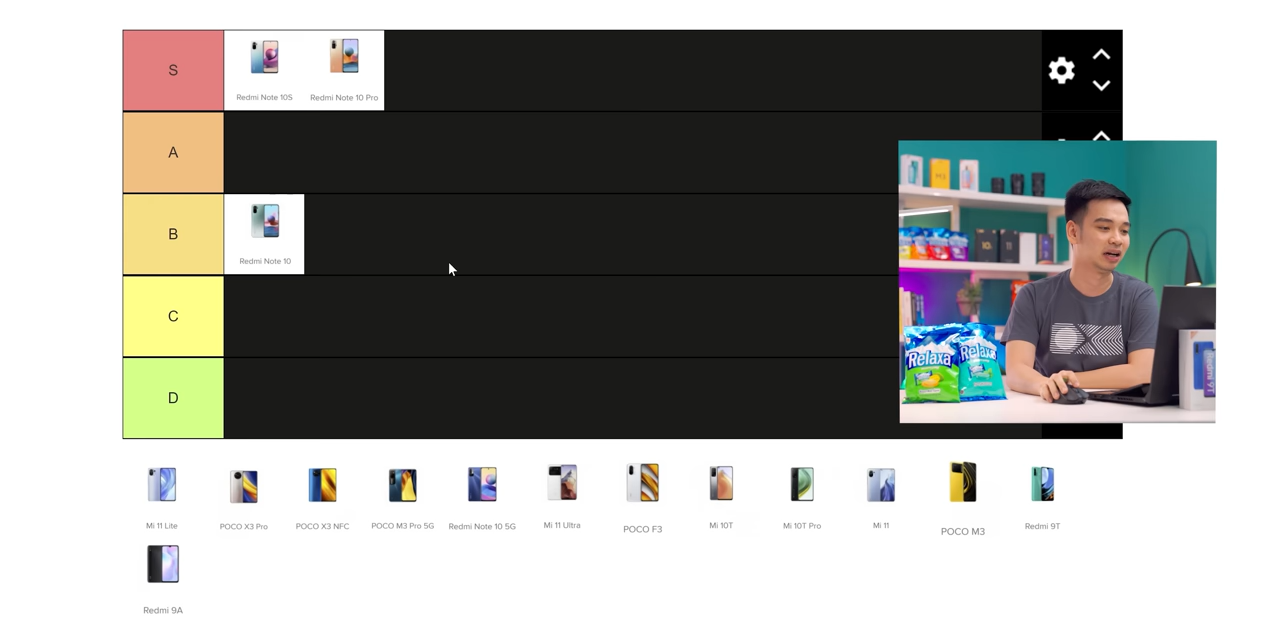 S
Redmi Note 10S
Redmi Note 10 Pro
A
B
Redmi Note 10
C
D
Relaxa
Relaxa
Redmi 9T
Mi 11 Lite
POCO X3 Pro
POCO X3 NFC
POCO M3 Pro 5G
Redmi Note 10 5G
Mi 11 Ultra
POCO F3
Mi 10T
Mi 10T Pro
Mi 11
POCO M3
Redmi 9T
Redmi 9A